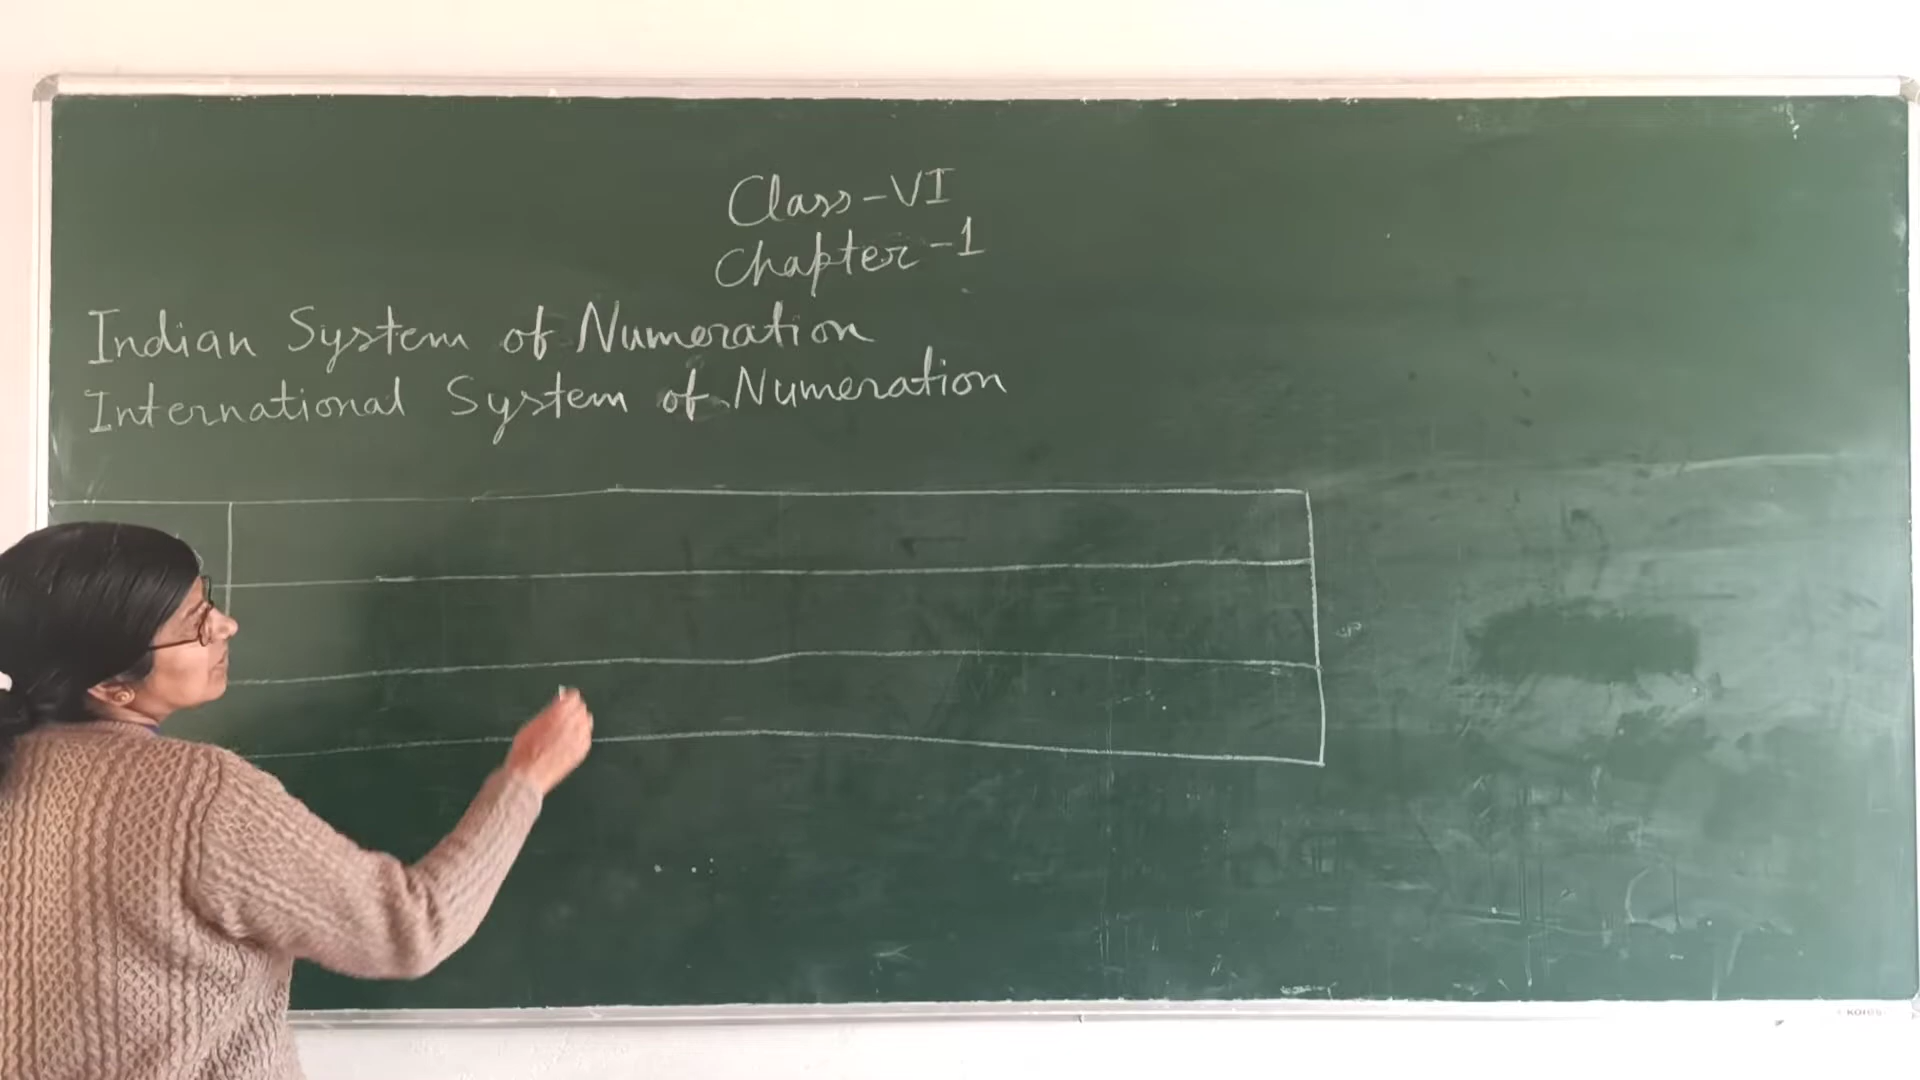 Class-VI
Chapter-1
Indian System of Numeration
International System of Numeration